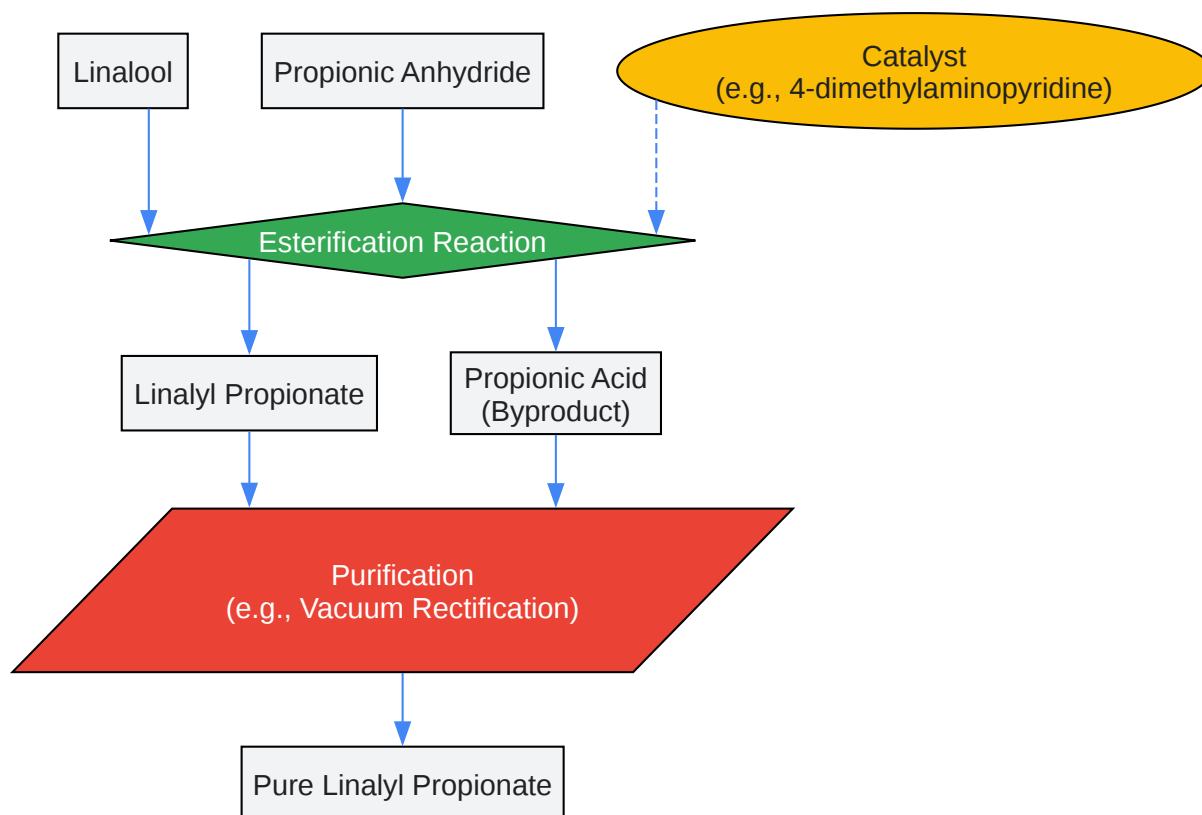 Linalool
Propionic Anhydride
Catalyst
(e.g., 4-dimethylaminopyridine)
Esterification Reaction
Linalyl Propionate
Propionic Acid
(Byproduct)
Purification
(e.g., Vacuum Rectification)
Pure Linalyl Propionate